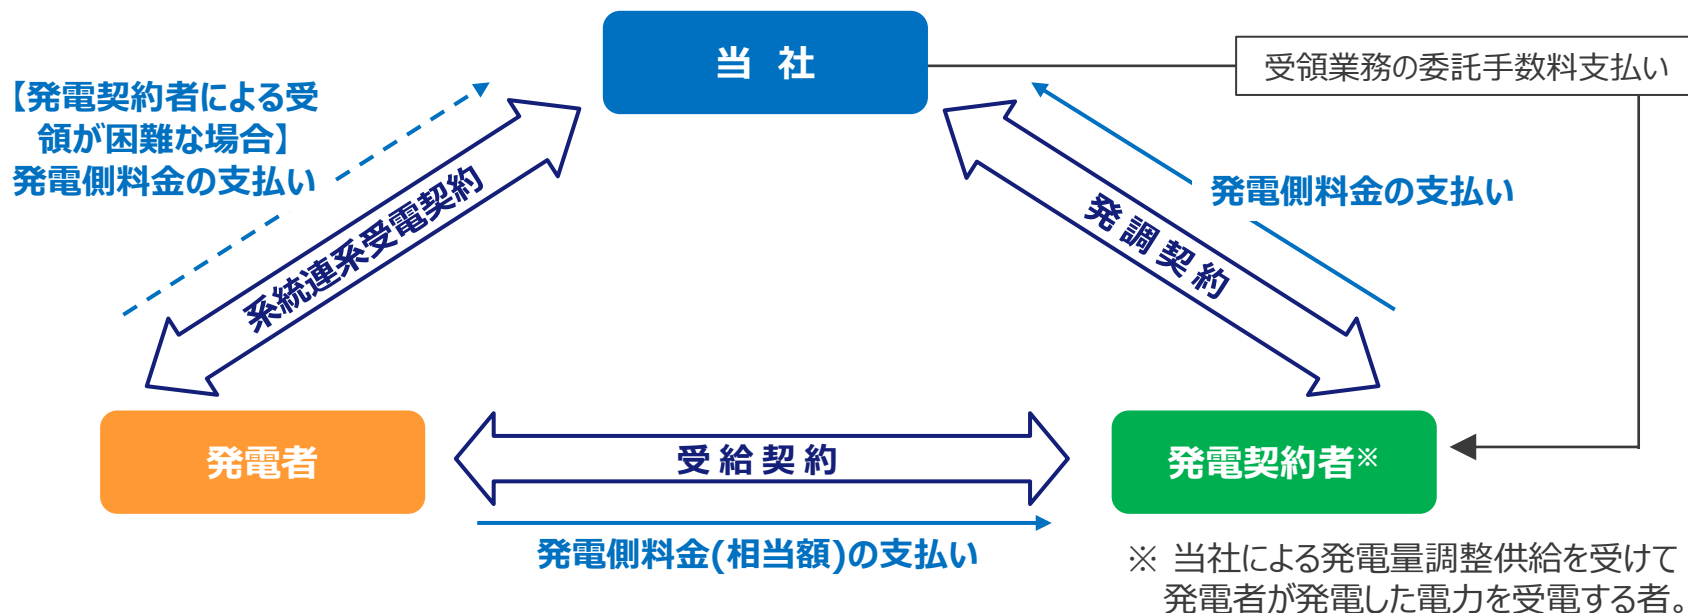 当 社
受領業務の委託手数料支払い
【発電契約者による受
領が困難な場合】
発電側料金の支払い
系統連系受電契約
発電側料金の支払い
発調契約
発電者
受給契約
発電契約者※
発電側料金(相当額)の支払い
※ 当社による発電量調整供給を受けて
発電者が発電した電力を受電する者。